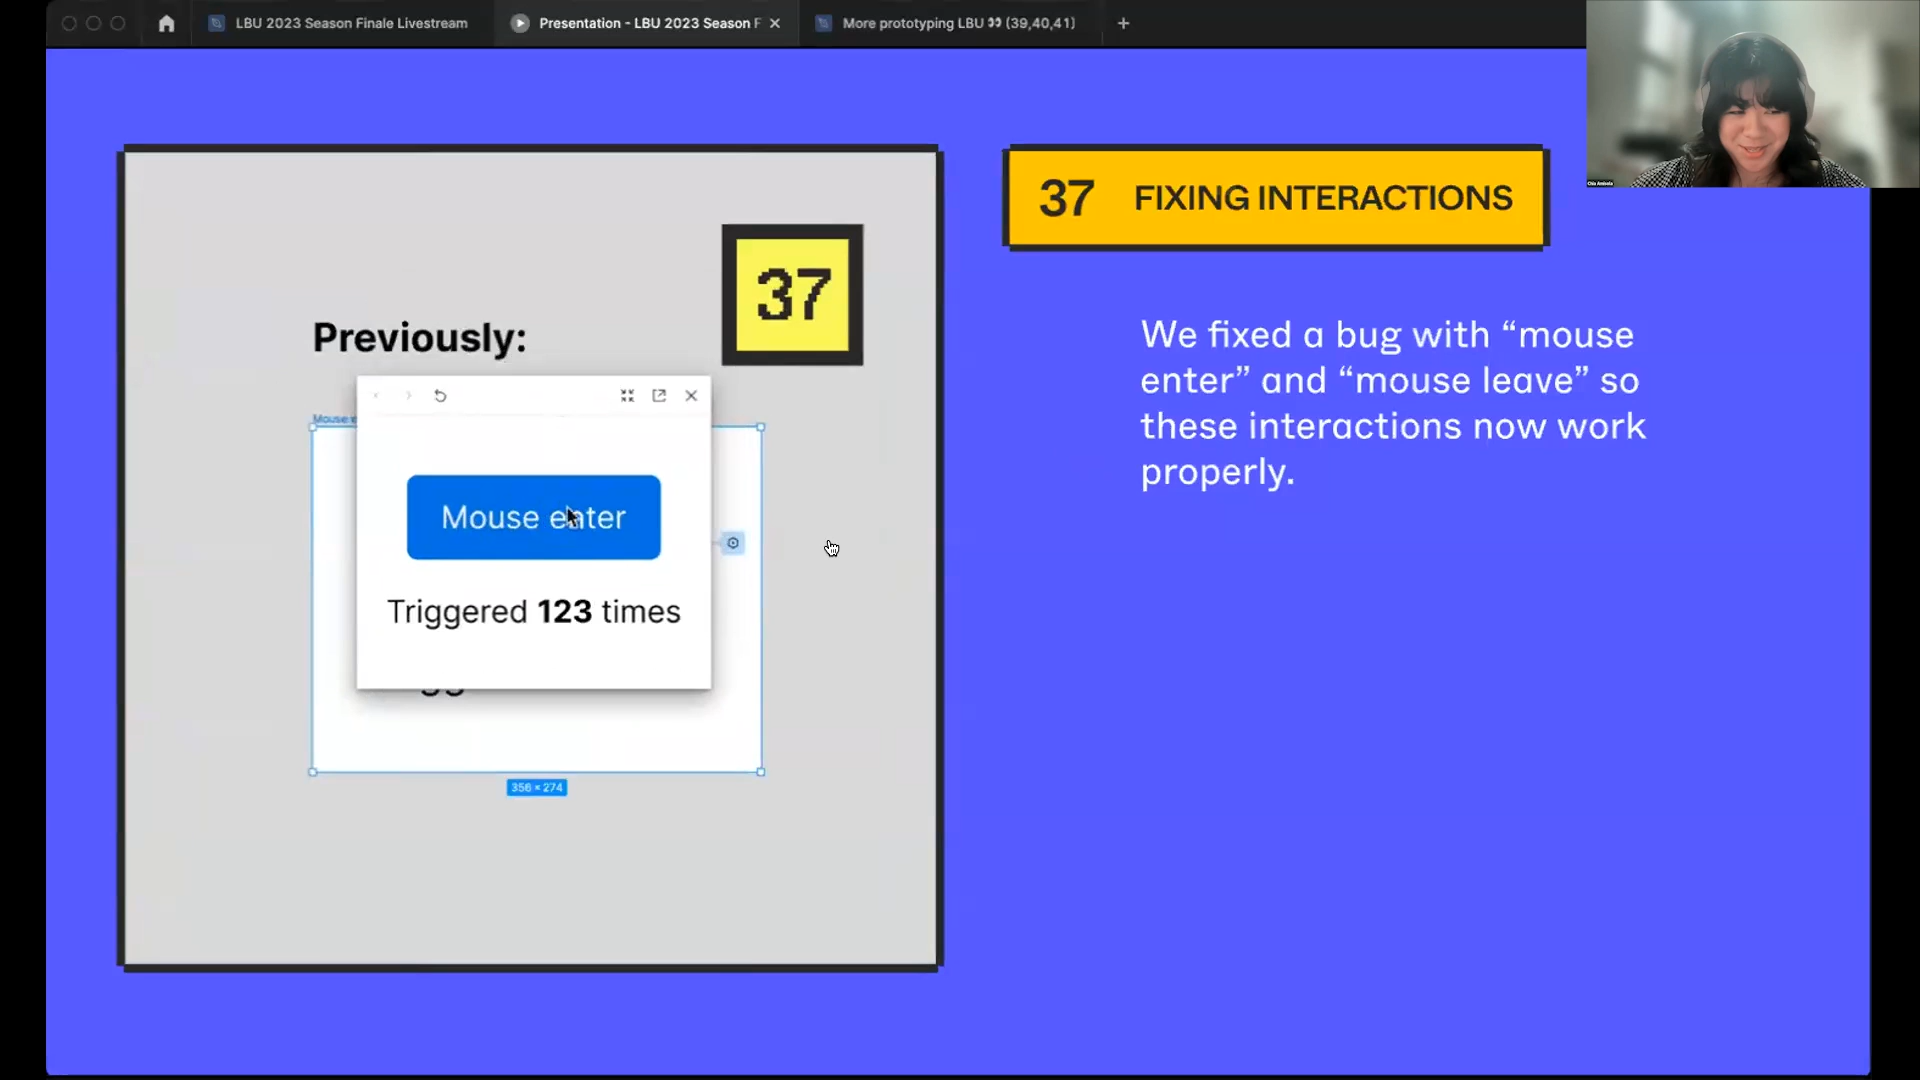 LBU 2023 Season Finale Livestream
Presentation - LBU 2023 Season F
More prototyping LBU 👀 (39,40,41)
37
Previously:
Mouse e
Mouse enter
Triggered 123 times
356 × 274
37 FIXING INTERACTIONS
We fixed a bug with “mouse
enter” and “mouse leave” so
these interactions now work
properly.